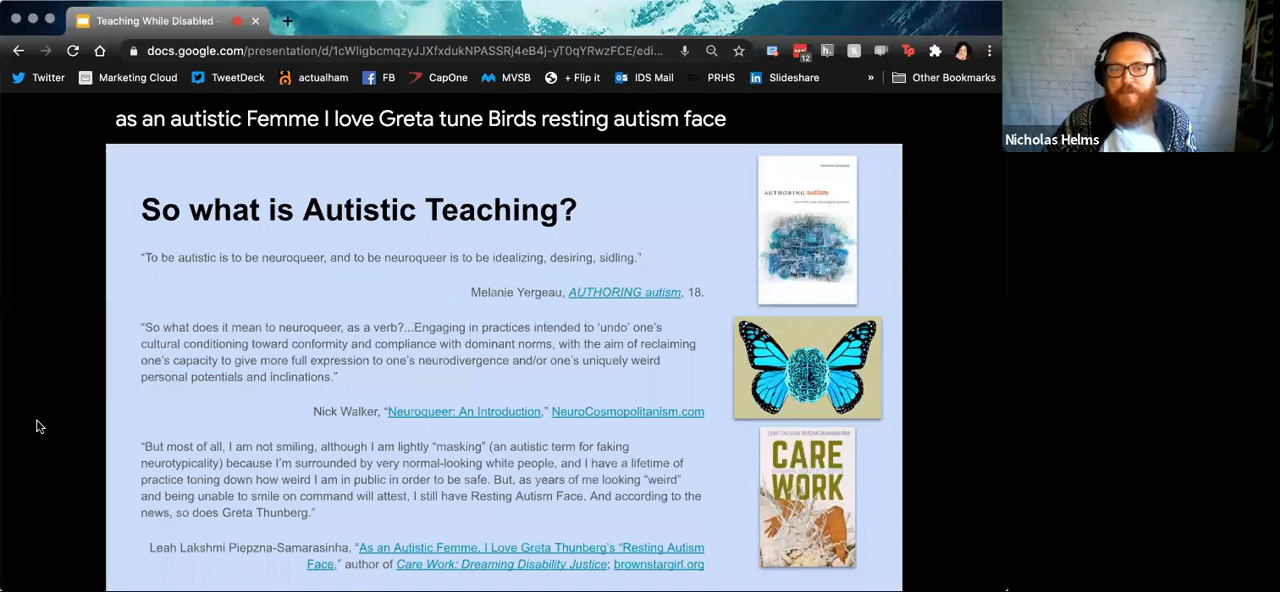 Teaching While Disabled -
docs.google.com/presentation/d/1cWligbcmqzyJJXfxdukNPASSRj4eB4j-yT0qYRwzFCE/edi...
12
Twitter
Marketing Cloud
TweetDeck
actualham
FB
CapOne
MVSB
+ Flip it
IDS Mail
PRHS
Slideshare
»
Other Bookmarks
as an autistic Femme I love Greta tune Birds resting autism face
Nicholas Helms
So what is Autistic Teaching?
“To be autistic is to be neuroqueer, and to be neuroqueer is to be idealizing, desiring, sidling.”
Melanie Yergeau, AUTHORING autism, 18.
“So what does it mean to neuroqueer, as a verb?...Engaging in practices intended to ‘undo’ one’s
cultural conditioning toward conformity and compliance with dominant norms, with the aim of reclaiming
one’s capacity to give more full expression to one’s neurodivergence and/or one’s uniquely weird
personal potentials and inclinations.”
Nick Walker, “Neuroqueer: An Introduction,” NeuroCosmopolitanism.com
“But most of all, I am not smiling, although I am lightly “masking” (an autistic term for faking
neurotypicality) because I’m surrounded by very normal-looking white people, and I have a lifetime of
practice toning down how weird I am in public in order to be safe. But, as years of me looking “weird”
and being unable to smile on command will attest, I still have Resting Autism Face. And according to the
news, so does Greta Thunberg.”
Leah Lakshmi Piepzna-Samarasinha, “As an Autistic Femme, I Love Greta Thunberg’s “Resting Autism
Face,” author of Care Work: Dreaming Disability Justice; brownstargirl.org
AUTHORING autism
LEAH LAKSHMI PIEPZNA-SAMARASINHA
CARE
WORK